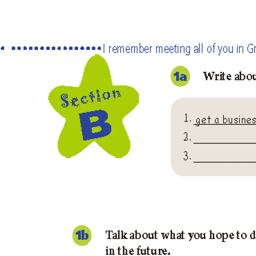 I remember meeting all of you in Gr
Section
B
1a Write abou
1. get a busines
2.
3.
1b Talk about what you hope to d
in the future.